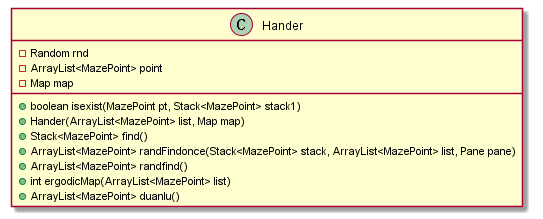 C Hander
Random rnd
ArrayList<MazePoint> point
Map map
boolean isexist(MazePoint pt, Stack<MazePoint> stack1)
Hander(ArrayList<MazePoint> list, Map map)
Stack<MazePoint> find()
ArrayList<MazePoint> randFindonce(Stack<MazePoint> stack, ArrayList<MazePoint> list, Pane pane)
ArrayList<MazePoint> randfind()
int ergodicMap(ArrayList<MazePoint> list)
ArrayList<MazePoint> duanlu()